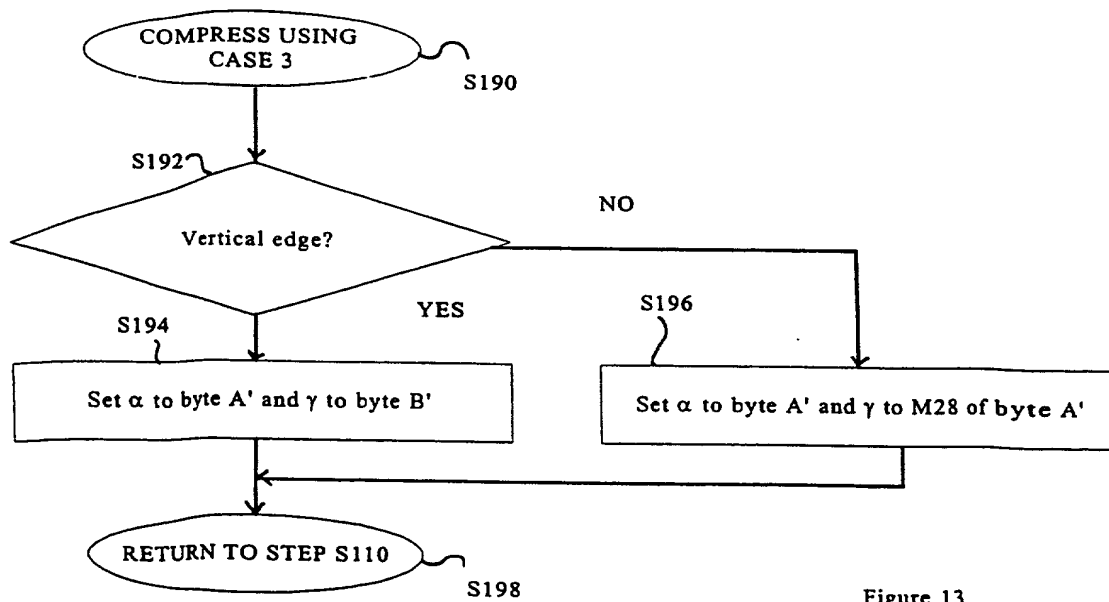 COMPRESS USING
CASE 3
S190
S192
NO
Vertical edge?
YES
S196
S194
Set α to byte A' and γ to byte B'
Set α to byte A' and γ to M28 of byte A'
RETURN TO STEP S110
S198
Figure 13